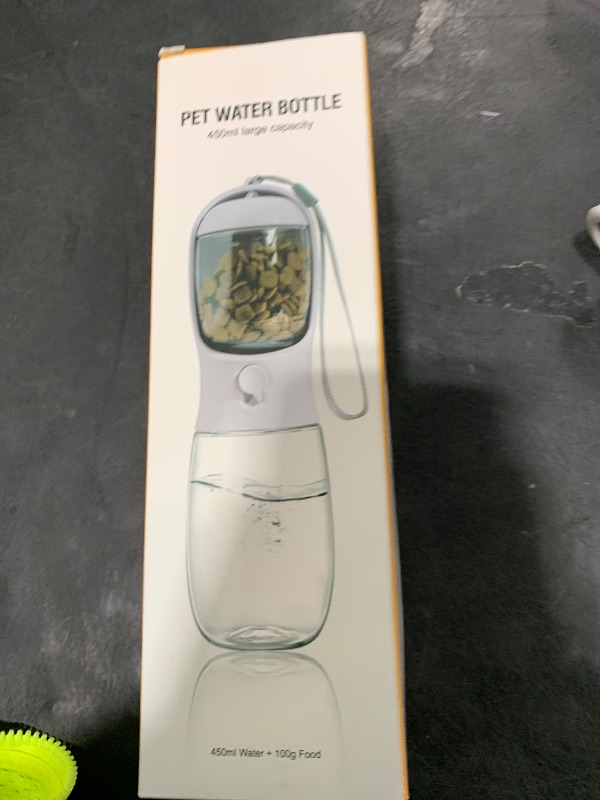 PET WATER BOTTLE
450ml large capacity
450ml Water + 100g Food